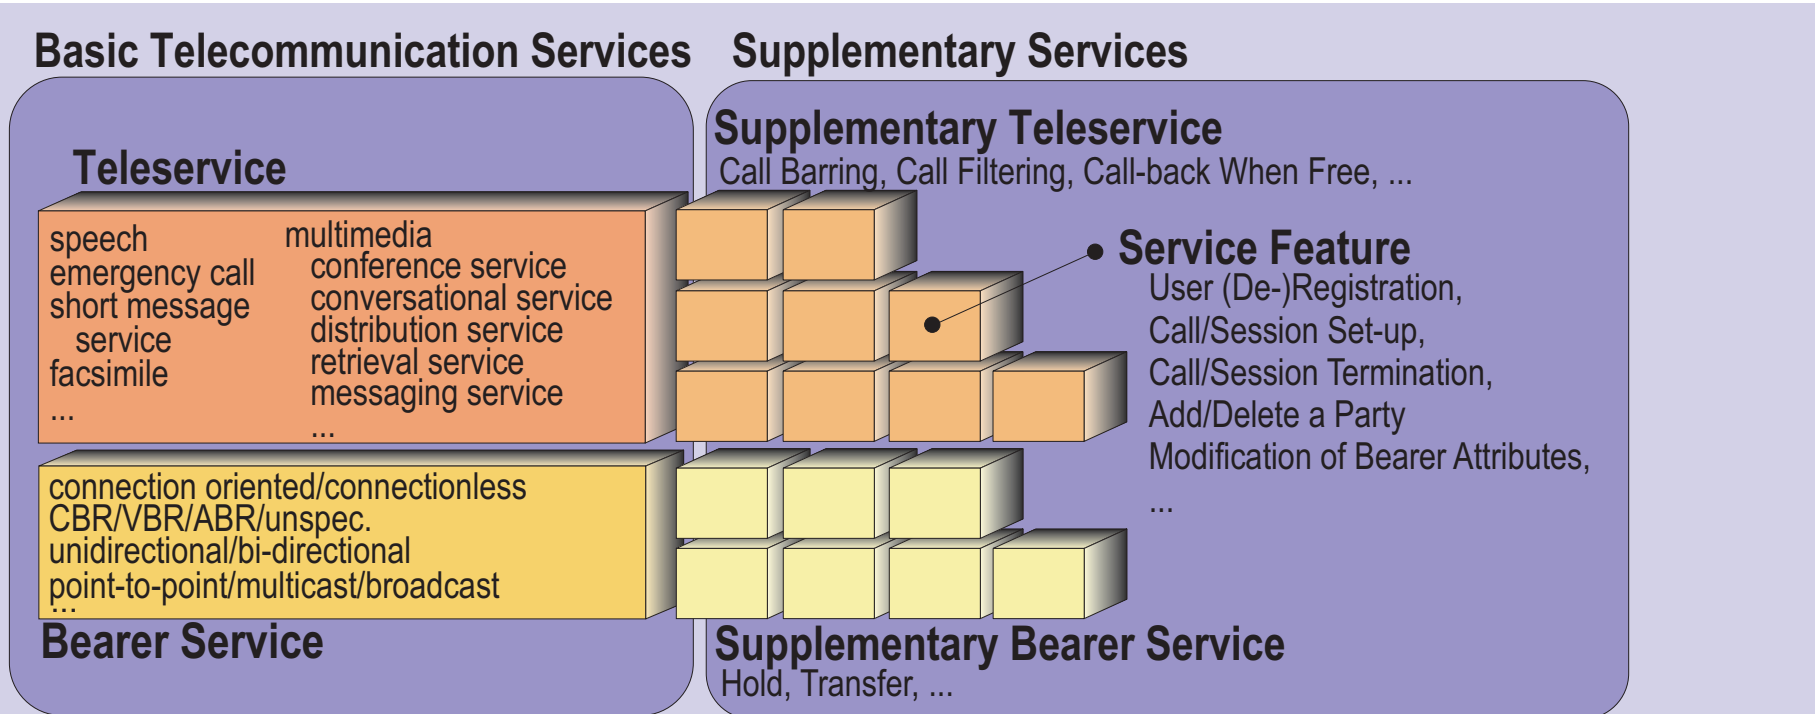 Basic Telecommunication Services
Teleservice
speech
emergency call
short message
service
facsimile
...
multimedia
conference service
conversational service
distribution service
retrieval service
messaging service
...
connection oriented/connectionless
CBR/VBR/ABR/unspec.
unidirectional/bi-directional
point-to-point/multicast/broadcast
...
Bearer Service
Supplementary Services
Supplementary Teleservice
Call Barring, Call Filtering, Call-back When Free, ...
Service Feature
User (De-)Registration,
Call/Session Set-up,
Call/Session Termination,
Add/Delete a Party
Modification of Bearer Attributes,
...
Supplementary Bearer Service
Hold, Transfer, ...